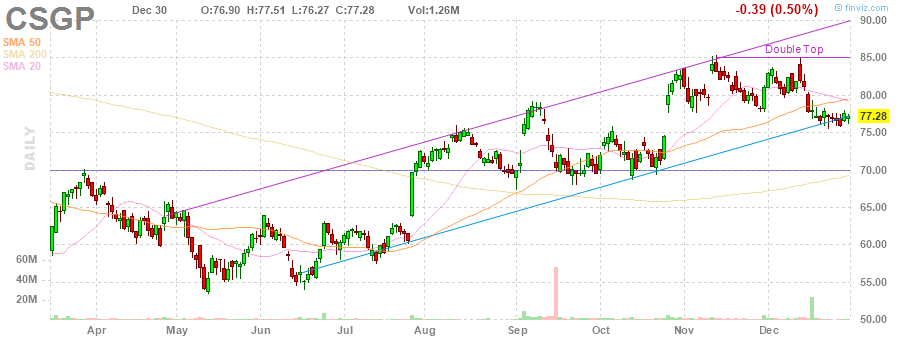 CSGP
Dec 30 O:76.90 H:77.51 L:76.27 C:77.28 Vol:1.26M -0.39 (0.50%) finviz.com
SMA 50
SMA 200
SMA 20
DAILY
Double Top
90.00
85.00
80.00
77.28
75.00
70.00
65.00
60.00
55.00
50.00
60M
40M
20M
Apr May Jun Jul Aug Sep Oct Nov Dec